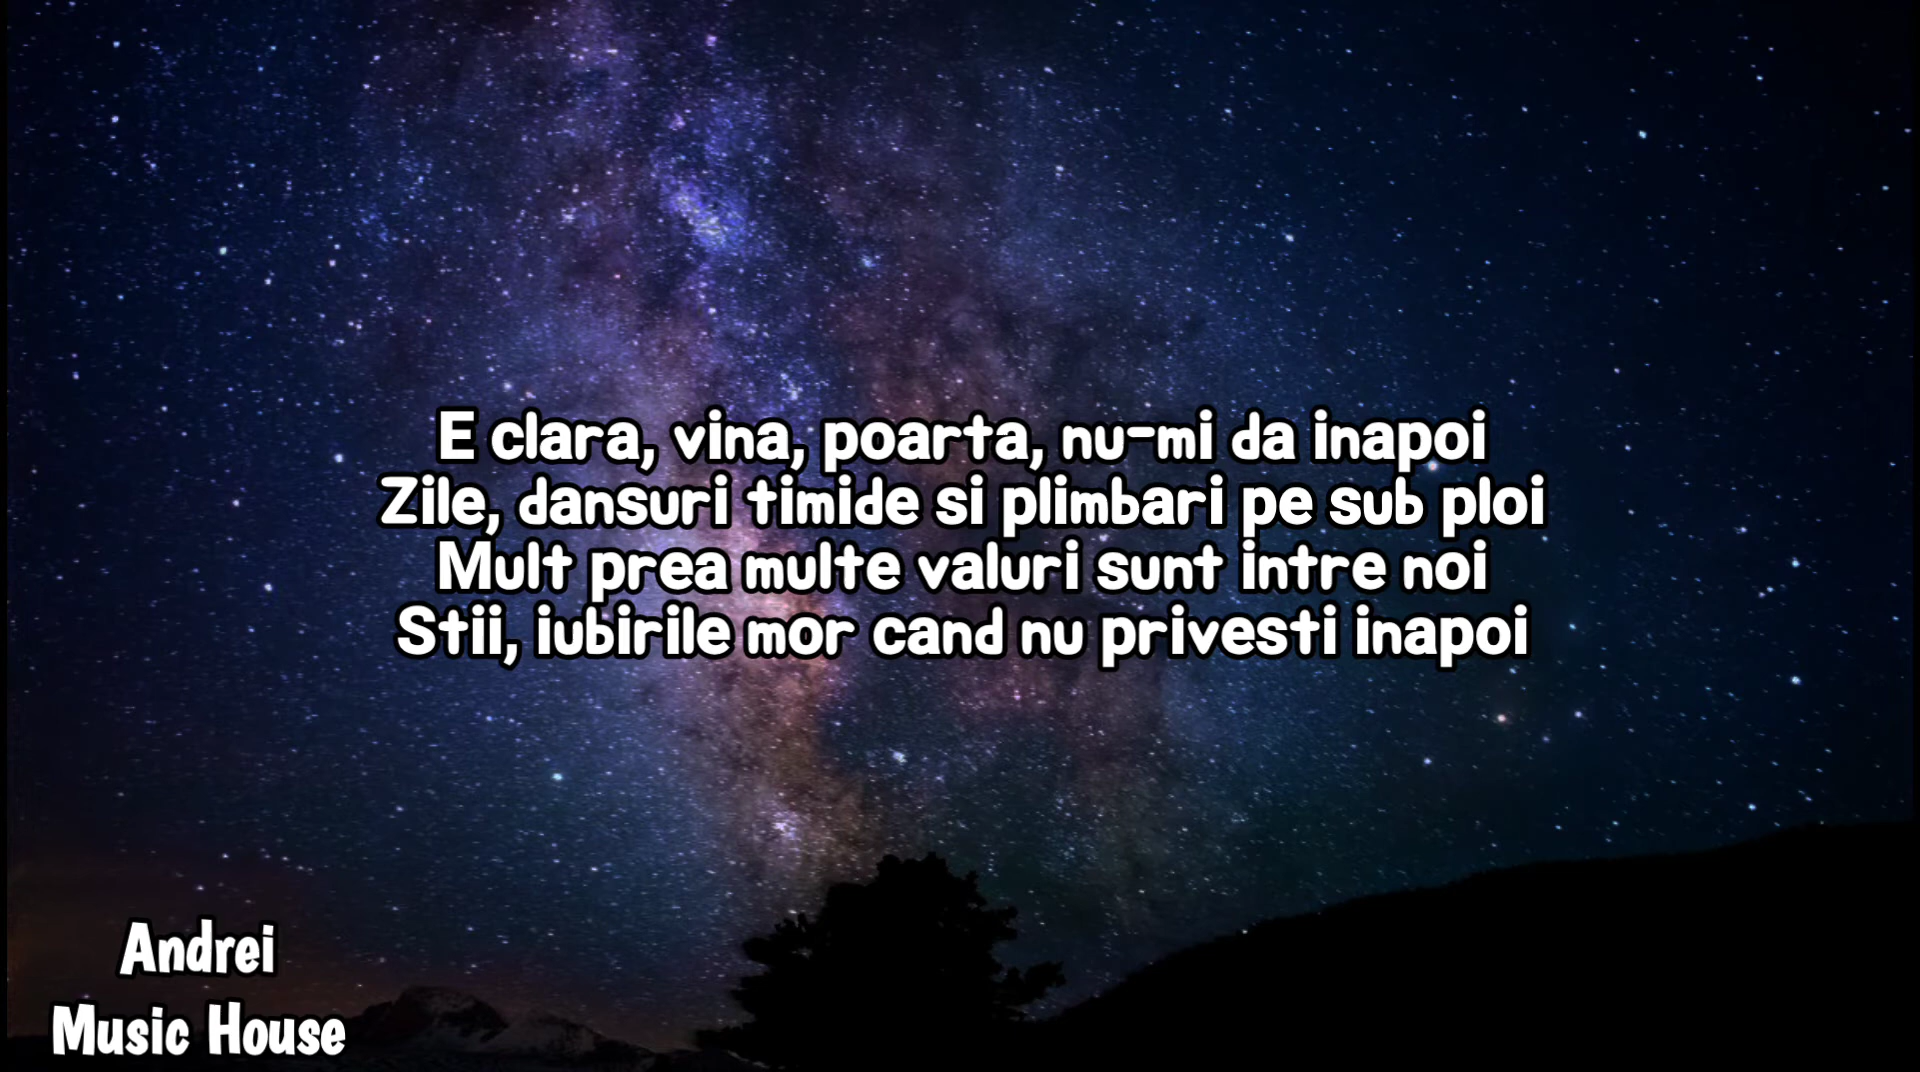 E clara, vina, poarta, nu-mi da inapoi
Zile, dansuri timide si plimbari pe sub ploi
Mult prea multe valuri sunt intre noi
Stii, iubirile mor cand nu privesti inapoi
Andrei
Music House